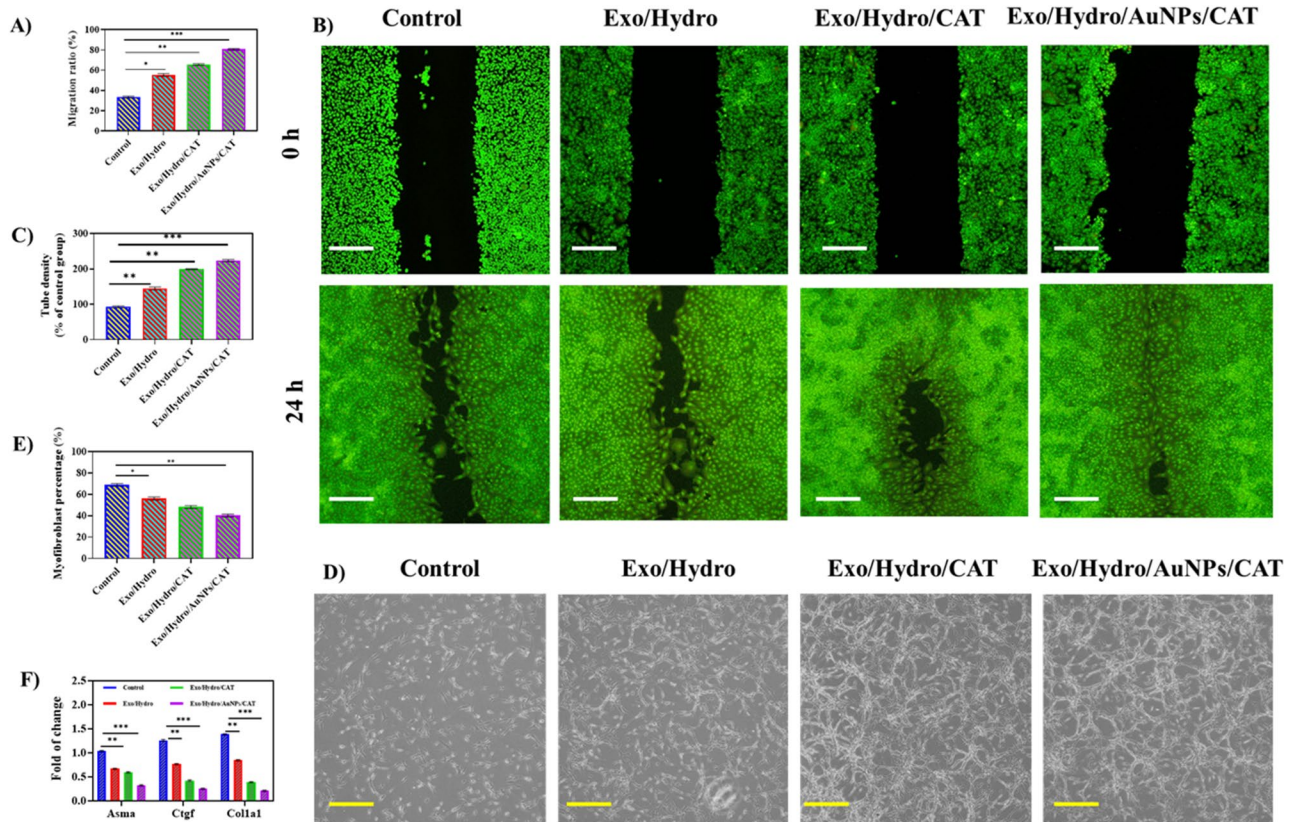 A)
Migration ratio (%)
100
80
60
40
20
0
*
**
***
Control
Exo/Hydro
Exo/Hydro/CAT
Exo/Hydro/AuNPs/CAT
B)
Control
Exo/Hydro
Exo/Hydro/CAT
Exo/Hydro/AuNPs/CAT
0 h
24 h
C)
Tube density
(% of control group)
300
200
100
0
***
**
**
Control
Exo/Hydro
Exo/Hydro/CAT
Exo/Hydro/AuNPs/CAT
E)
Myofibroblast percentage (%)
100
80
60
40
20
0
**
*
Control
Exo/Hydro
Exo/Hydro/CAT
Exo/Hydro/AuNPs/CAT
D)
Control
Exo/Hydro
Exo/Hydro/CAT
Exo/Hydro/AuNPs/CAT
F)
Fold of change
2.5
2.0
1.5
1.0
0.5
0.0
Control
Exo/Hydro/CAT
Exo/Hydro
Exo/Hydro/AuNPs/CAT
***
**
***
**
***
**
Asma
Ctgf
Col1a1